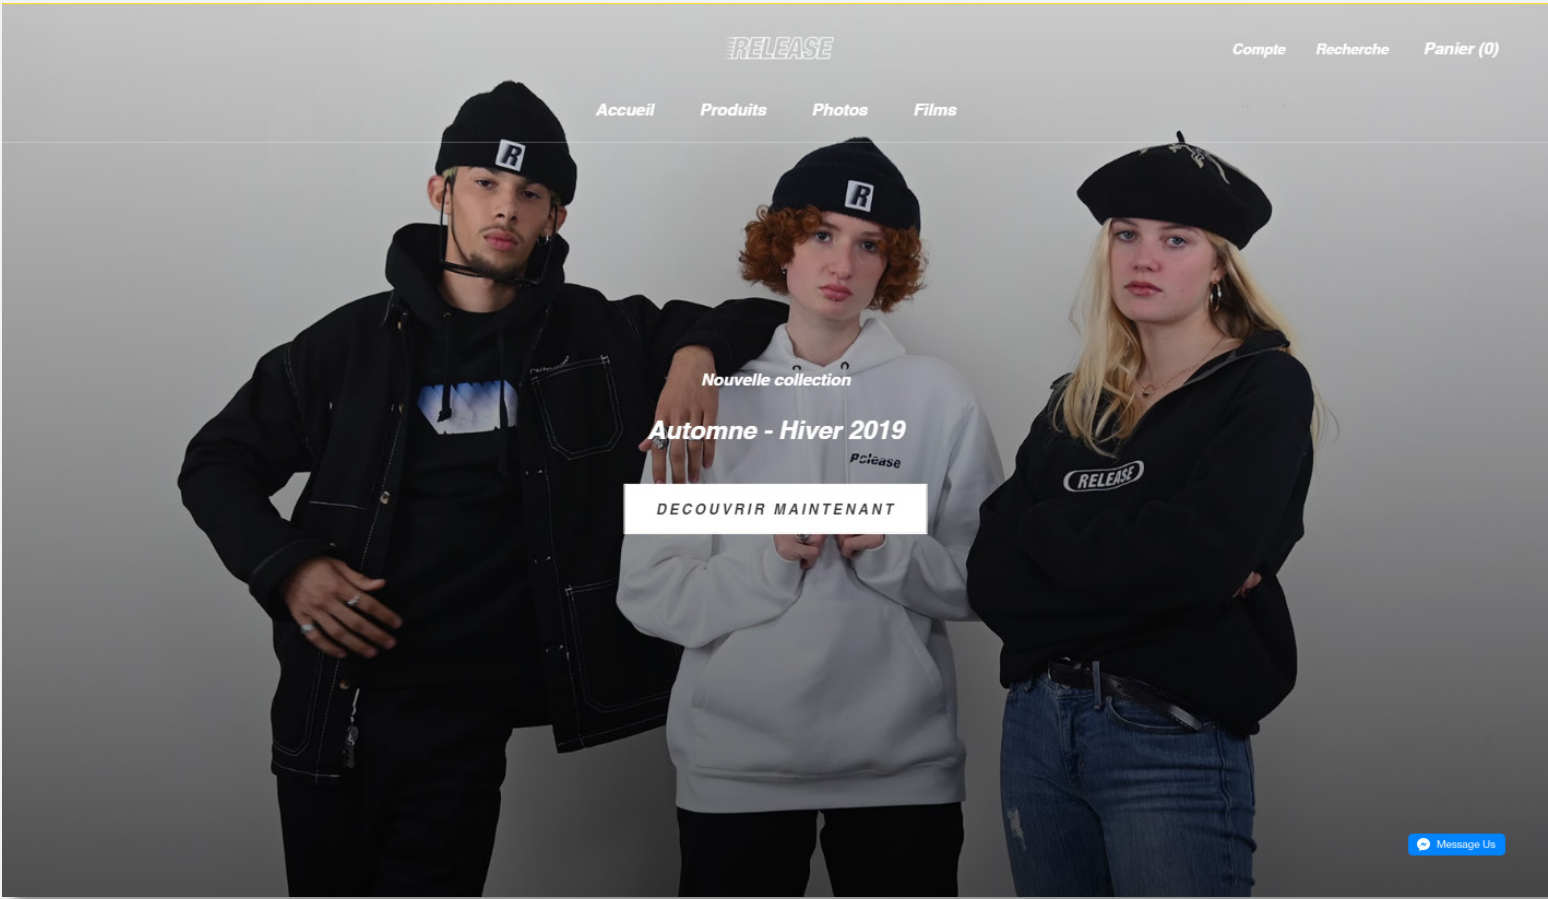 RELEASE
Compte Recherche Panier (0)
Accueil Produits Photos Films
R
R
Nouvelle collection
Automne - Hiver 2019
Release
RELEASE
DECOUVRIR MAINTENANT
Message Us